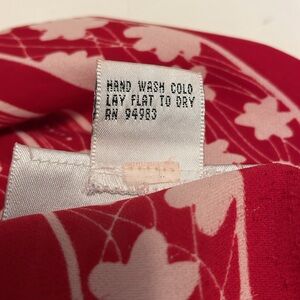 HAND WASH COLD
LAY FLAT TO DRY
RN 94983